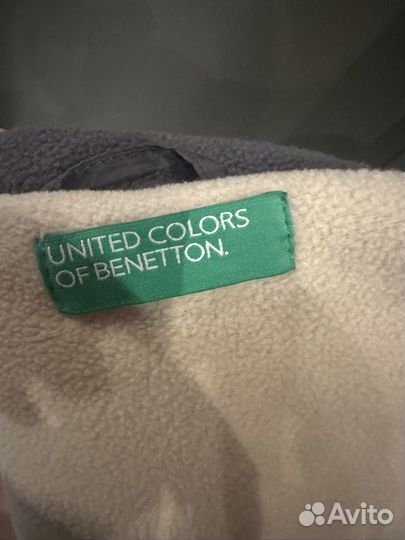 UNITED COLORS
OF BENETTON.
Avito